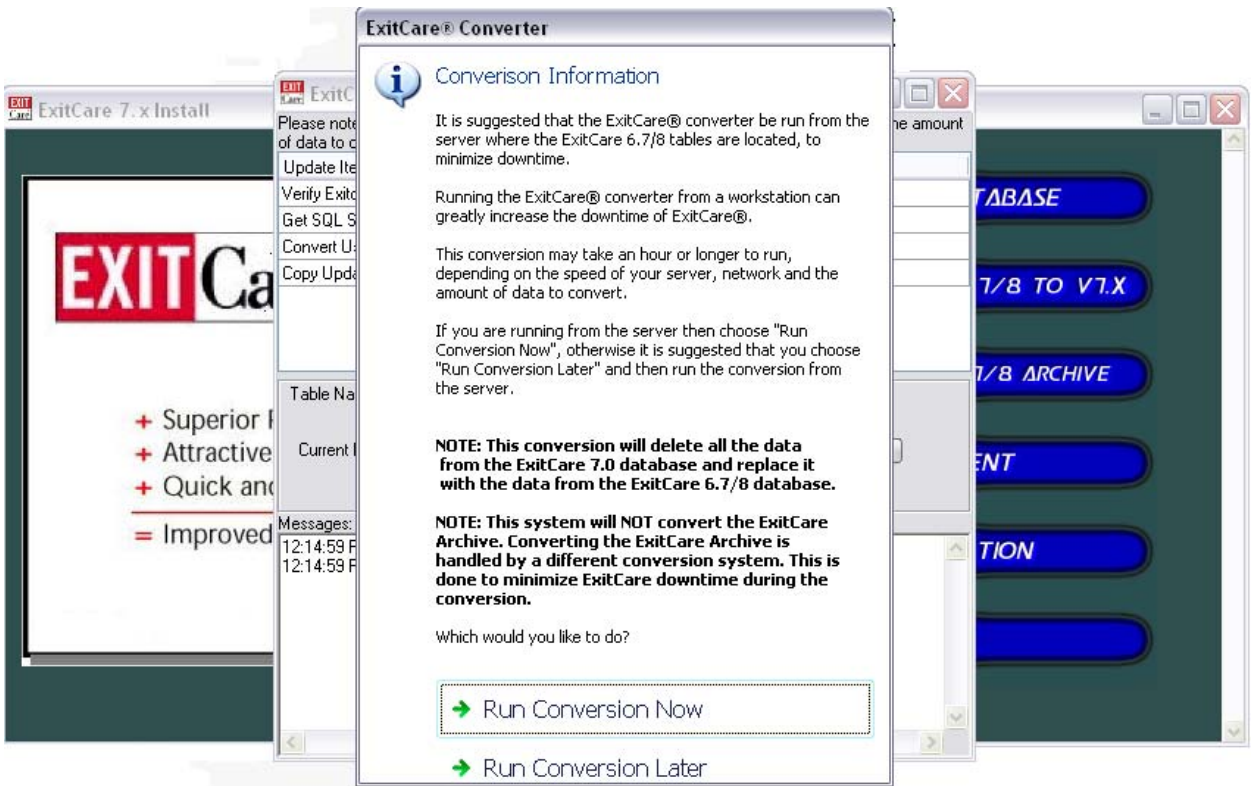 ExitCare® Converter
Converison Information
It is suggested that the ExitCare® converter be run from the
server where the ExitCare 6.7/8 tables are located, to
minimize downtime.
Running the ExitCare® converter from a workstation can
greatly increase the downtime of ExitCare®.
This conversion may take an hour or longer to run,
depending on the speed of your server, network and the
amount of data to convert.
If you are running from the server then choose "Run
Conversion Now", otherwise it is suggested that you choose
"Run Conversion Later" and then run the conversion from
the server.
NOTE: This conversion will delete all the data
from the ExitCare 7.0 database and replace it
with the data from the ExitCare 6.7/8 database.
NOTE: This system will NOT convert the ExitCare
Archive. Converting the ExitCare Archive is
handled by a different conversion system. This is
done to minimize ExitCare downtime during the
conversion.
Which would you like to do?
Run Conversion Now
Run Conversion Later
EXIT Care ExitCare 7.x Install
EXIT Ca
+ Superior
+ Attractive
+ Quick and
= Improved
EXIT Care ExitC
Please note
of data to c
he amount
Update Ite
Verify Exitc
Get SQL S
Convert Us
Copy Upda
Table Na
Current
Messages:
12:14:59 P
12:14:59 P
TABASE
7/8 TO V7.X
7/8 ARCHIVE
ENT
TION